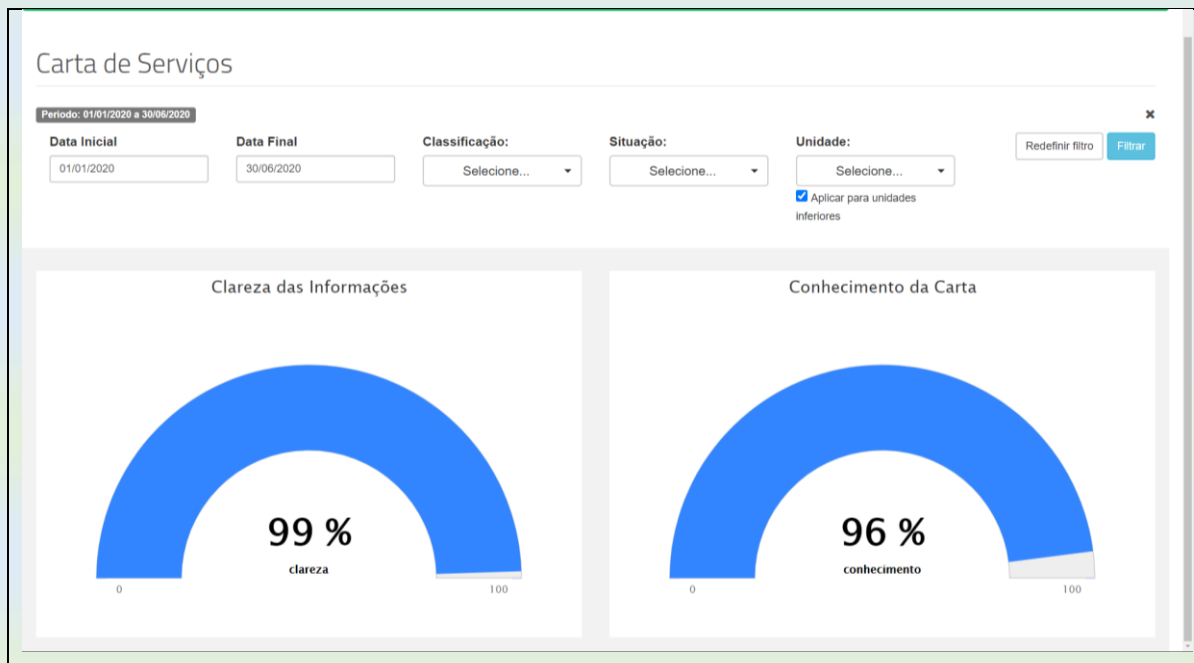 Carta de Serviços
Periodo: 01/01/2020 a 30/06/2020
✖
Data Inicial
Data Final
Classificação:
Situação:
Unidade:
01/01/2020
30/06/2020
Selecione...
Selecione...
Selecione...
Redefinir filtro
Filtrar
Aplicar para unidades
inferiores
Clareza das Informações
99 %
clareza
0
100
Conhecimento da Carta
96 %
conhecimento
0
100